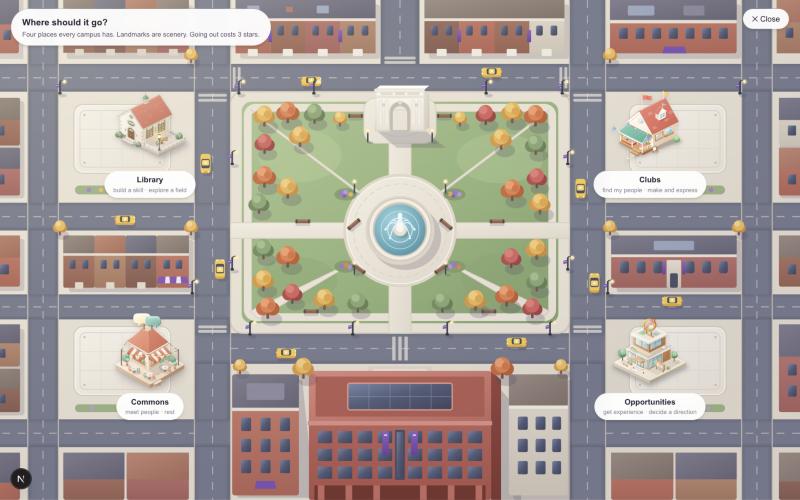 Where should it go?
Four places every campus has. Landmarks are scenery. Going out costs 3 stars.
× Close
Library
build a skill · explore a field
Clubs
find my people · make and express
Commons
meet people · rest
Opportunities
get experience · decide a direction
N